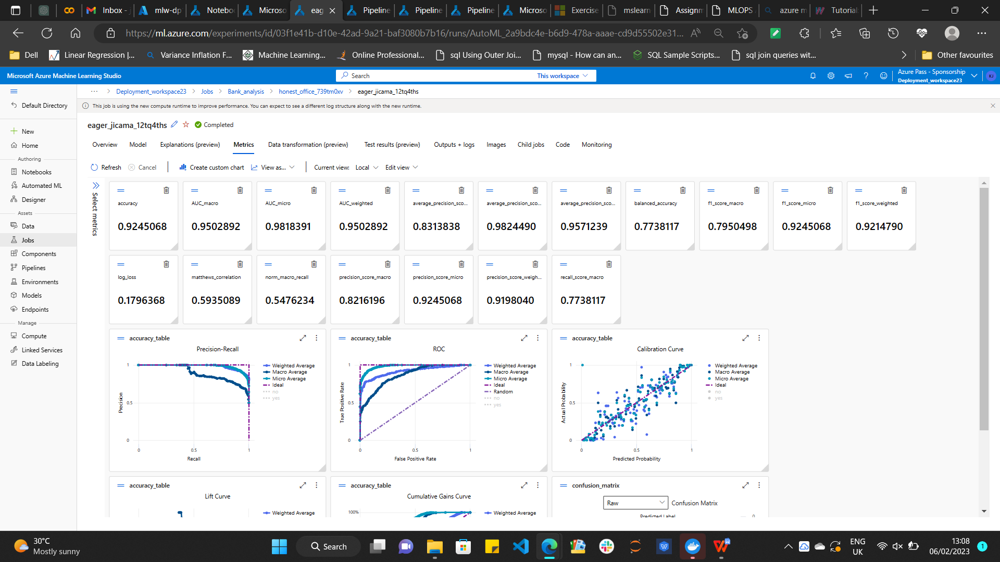 Inbox - J
mlw-dp
Notebo
Microso
eag
Pipeline
Pipeline
Pipeline
Microso
Exercise
mslearn
Assignm
MLOPS
azure m
Tutorial
https://ml.azure.com/experiments/id/03f1e41b-d10e-42ad-9a21-baf3080b7b16/runs/AutoML_2a9bdc4e-b6d9-478a-aaae-cd9d55502e31...
Dell
Linear Regression |...
Variance Inflation F...
Machine Learning...
Online Professional...
sql Using Outer Joi...
mysql - How can an...
SQL Sample Scripts...
sql join queries wit...
Other favourites
Microsoft Azure Machine Learning Studio
Search
This workspace
Azure Pass - Sponsorship
Deployment_workspace23
KJ
Deployment_workspace23
Jobs
Bank_analysis
honest_office_739tm0xv
eager_jicama_12tq4ths
This job is using the new compute runtime to improve performance. You can expect to see a different log structure along with the new runtime.
Default Directory
New
Home
Authoring
Notebooks
Automated ML
Designer
Assets
Data
Jobs
Components
Pipelines
Environments
Models
Endpoints
Manage
Compute
Linked Services
Data Labeling
eager_jicama_12tq4ths
Completed
Overview
Model
Explanations (preview)
Metrics
Data transformation (preview)
Test results (preview)
Outputs + logs
Images
Child jobs
Code
Monitoring
Refresh
Cancel
Create custom chart
View as...
Current view:
Local
Edit view
Select metrics
accuracy
0.9245068
AUC_macro
0.9502892
AUC_micro
0.9818391
AUC_weighted
0.9502892
average_precision_sco...
0.8313838
average_precision_sco...
0.9824490
average_precision_sco...
0.9571239
balanced_accuracy
0.7738117
f1_score_macro
0.7950498
f1_score_micro
0.9245068
f1_score_weighted
0.9214790
log_loss
0.1796368
matthews_correlation
0.5935089
norm_macro_recall
0.5476234
precision_score_macro
0.8216196
precision_score_micro
0.9245068
precision_score_weigh...
0.9198040
recall_score_macro
0.7738117
accuracy_table
Precision-Recall
Precision
1
0.5
0
0
0.5
1
Recall
Weighted Average
Macro Average
Micro Average
Ideal
no
yes
accuracy_table
ROC
True Positive Rate
1
0.5
0
0
0.5
1
False Positive Rate
Weighted Average
Macro Average
Micro Average
Ideal
Random
no
yes
accuracy_table
Calibration Curve
Actual Probability
1
0.5
0
0
0.5
1
Predicted Probability
Weighted Average
Macro Average
Micro Average
Ideal
no
yes
accuracy_table
Lift Curve
Weighted Average
accuracy_table
Cumulative Gains Curve
100%
Weighted Average
confusion_matrix
Raw
Confusion Matrix
Predicted Label
0
30°C
Mostly sunny
Search
ENG
UK
13:08
06/02/2023
1